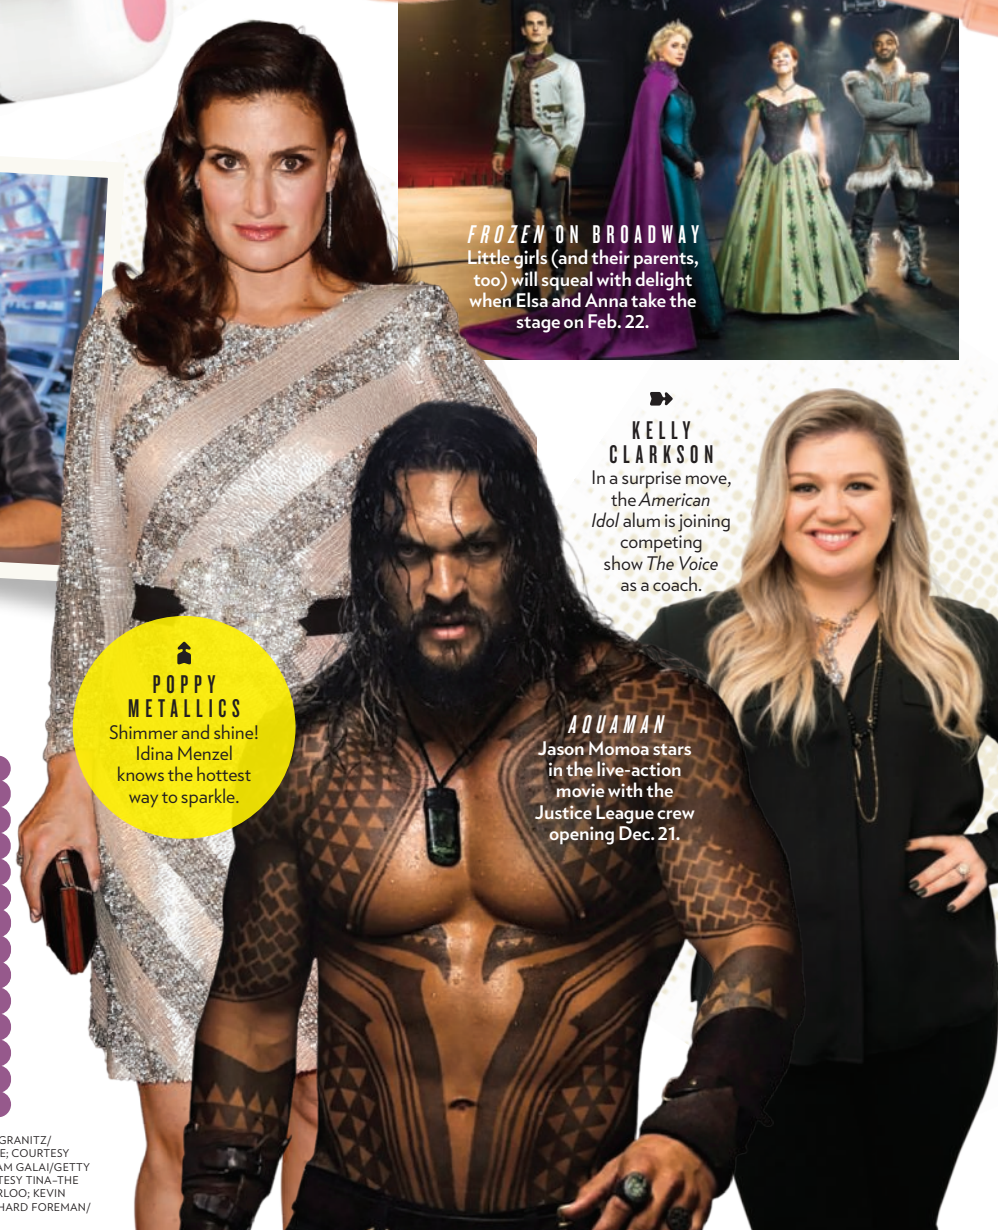 FROZEN ON BROADWAY
Little girls (and their parents,
too) will squeal with delight
when Elsa and Anna take the
stage on Feb. 22.
KELLY
CLARKSON
In a surprise move,
the American
Idol alum is joining
competing
show The Voice
as a coach.
POPPY
METALLICS
Shimmer and shine!
Idina Menzel
knows the hottest
way to sparkle.
AQUAMAN
Jason Momoa stars
in the live-action
movie with the
Justice League crew
opening Dec. 21.
GRANITZ/
E; COURTESY
AM GALAI/GETTY
TESY TINA–THE
RLOO; KEVIN
HARD FOREMAN/